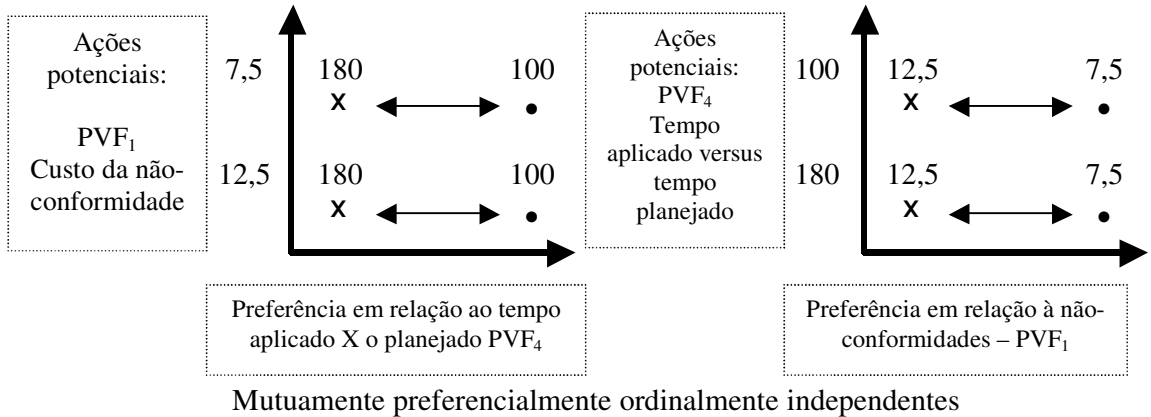 Ações
potenciais:
PVF1
Custo da não-
conformidade
7,5 180 100
x
12,5 180 100
x
Preferência em relação ao tempo
aplicado X o planejado PVF4
Ações
potenciais:
PVF4
Tempo
aplicado versus
tempo
planejado
100 12,5 7,5
x
180 12,5 7,5
x
Preferência em relação à não-
conformidades – PVF1
Mutuamente preferencialmente ordinalmente independentes